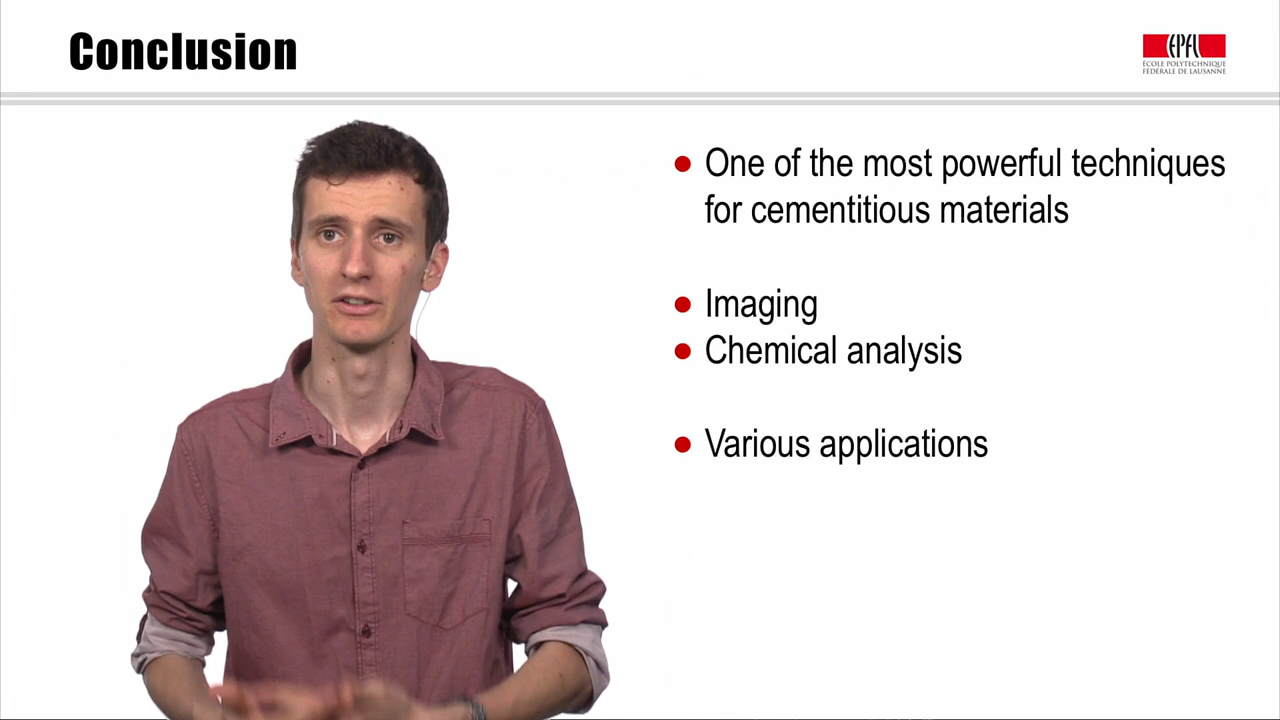 Conclusion
EPFL
ÉCOLE POLYTECHNIQUE
FÉDÉRALE DE LAUSANNE
• One of the most powerful techniques
for cementitious materials
• Imaging
• Chemical analysis
• Various applications